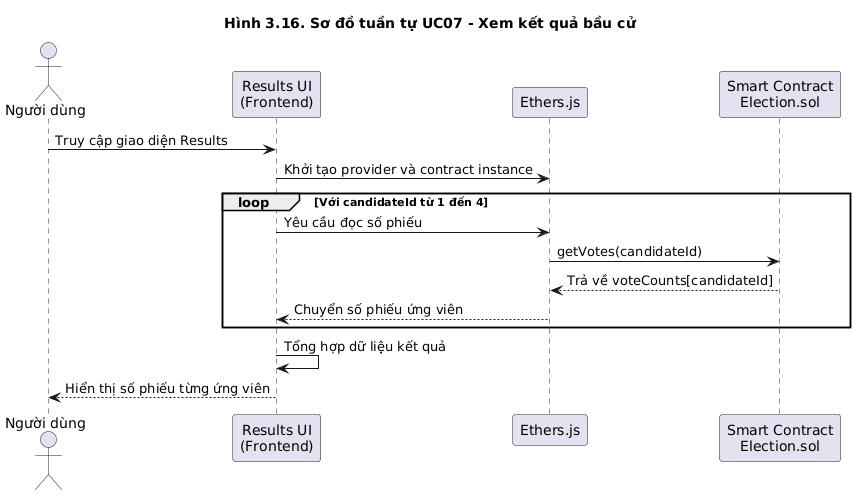 Hình 3.16. Sơ đồ tuần tự UC07 - Xem kết quả bầu cử
Người dùng
Results UI
(Frontend)
Ethers.js
Smart Contract
Election.sol
Truy cập giao diện Results
Khởi tạo provider và contract instance
loop
[Với candidateId từ 1 đến 4]
Yêu cầu đọc số phiếu
getVotes(candidateId)
Trả về voteCounts[candidateId]
Chuyển số phiếu ứng viên
Tổng hợp dữ liệu kết quả
Hiển thị số phiếu từng ứng viên
Người dùng
Results UI
(Frontend)
Ethers.js
Smart Contract
Election.sol